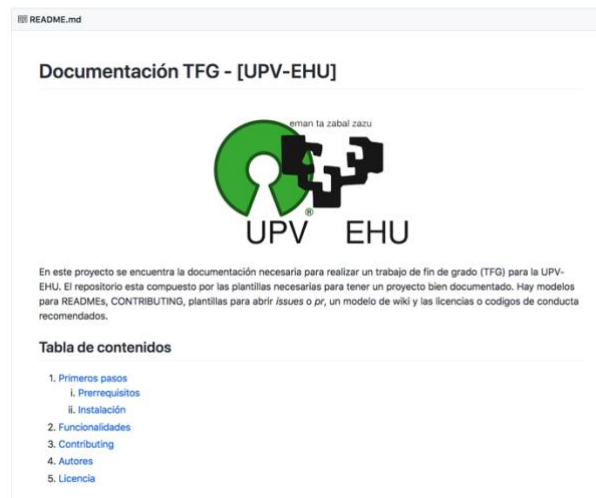 README.md
Documentación TFG - [UPV-EHU]
eman ta zabal zazu
®
UPV EHU
En este proyecto se encuentra la documentación necesaria para realizar un trabajo de fin de grado (TFG) para la UPV-
EHU. El repositorio esta compuesto por las plantillas necesarias para tener un proyecto bien documentado. Hay modelos
para READMEs, CONTRIBUTING, plantillas para abrir issues o pr, un modelo de wiki y las licencias o codigos de conducta
recomendados.
Tabla de contenidos
1. Primeros pasos
i. Prerrequisitos
ii. Instalación
2. Funcionalidades
3. Contributing
4. Autores
5. Licencia